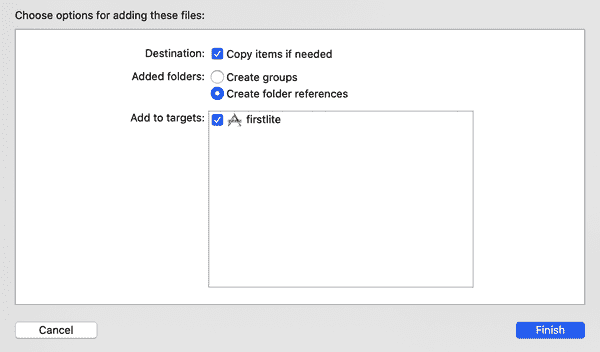 Choose options for adding these files:
Destination: Copy items if needed
Added folders: Create groups
Create folder references
Add to targets: firstlite
Cancel Finish